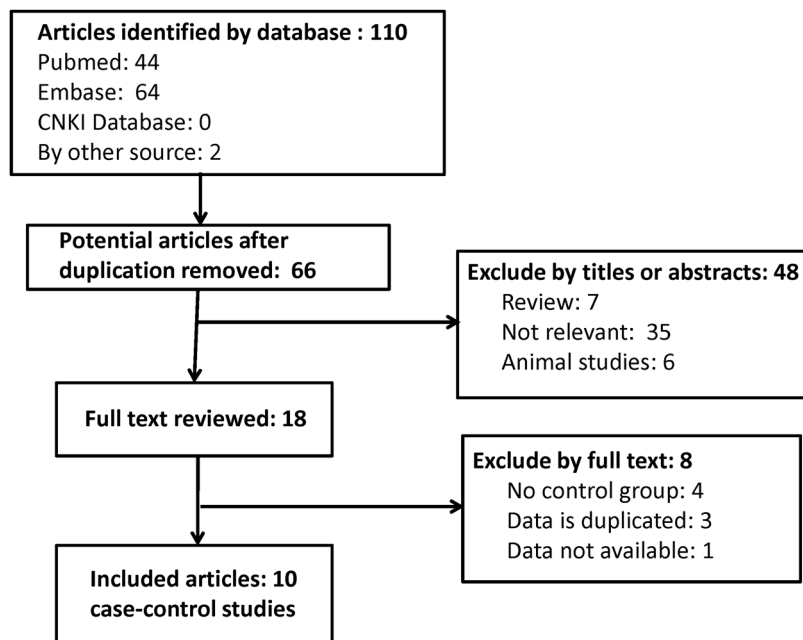 Articles identified by database : 110
Pubmed: 44
Embase:  64
CNKI Database: 0
By other source: 2
Potential articles after
duplication removed:  66
Exclude by titles or abstracts: 48
Review: 7
Not relevant:  35
Animal studies: 6
Full text reviewed: 18
Exclude by full text: 8
No control group: 4
Data is duplicated: 3
Data not available: 1
Included articles: 10
case-control studies